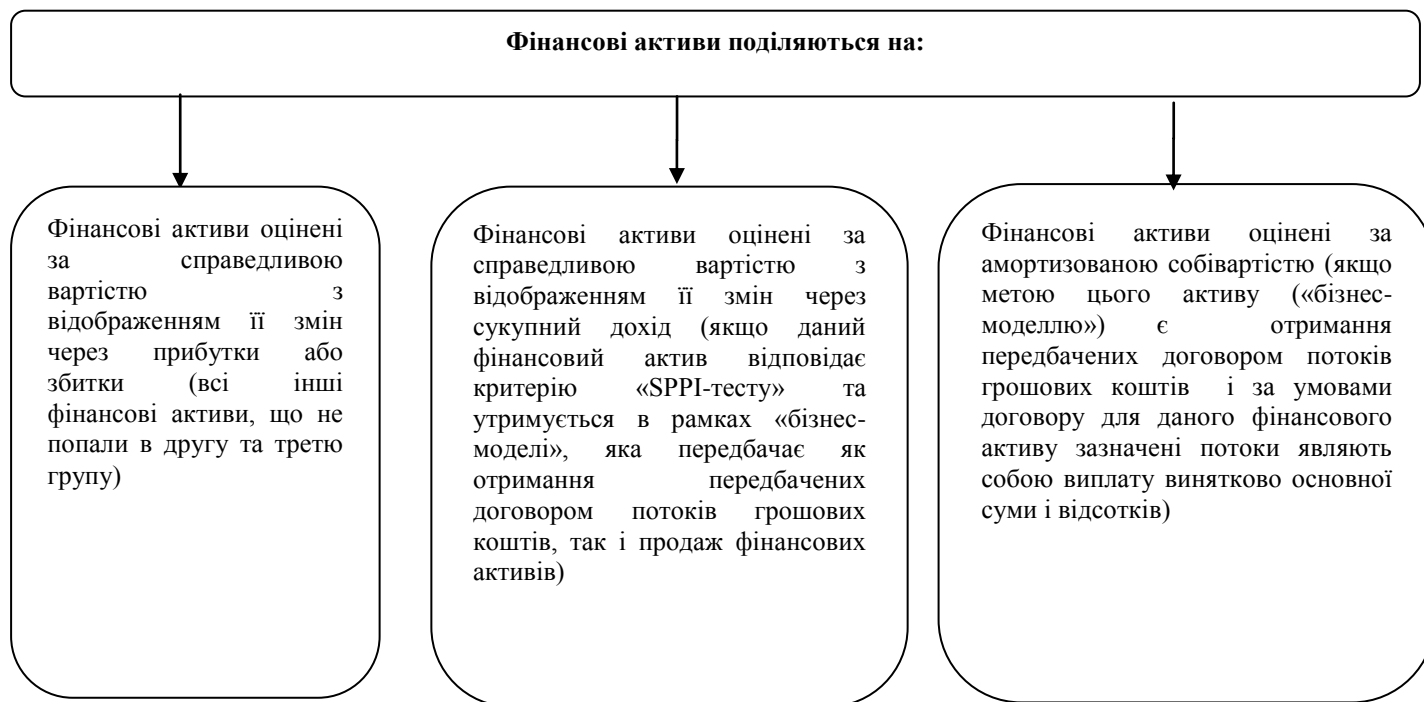 Фінансові активи поділяються на:
Фінансові активи оцінені
за справедливою
вартістю з
відображенням її змін
через прибутки або
збитки (всі інші
фінансові активи, що не
попали в другу та третю
групу)
Фінансові активи оцінені за
справедливою вартістю з
відображенням її змін через
сукупний дохід (якщо даний
фінансовий актив відповідає
критерію «SPPI-тесту» та
утримується в рамках «бізнес-
моделі», яка передбачає як
отримання передбачених
договором потоків грошових
коштів, так і продаж фінансових
активів)
Фінансові активи оцінені за
амортизованою собівартістю (якщо
метою цього активу («бізнес-
моделлю») є отримання
передбачених договором потоків
грошових коштів і за умовами
договору для даного фінансового
активу зазначені потоки являють
собою виплату винятково основної
суми і відсотків)